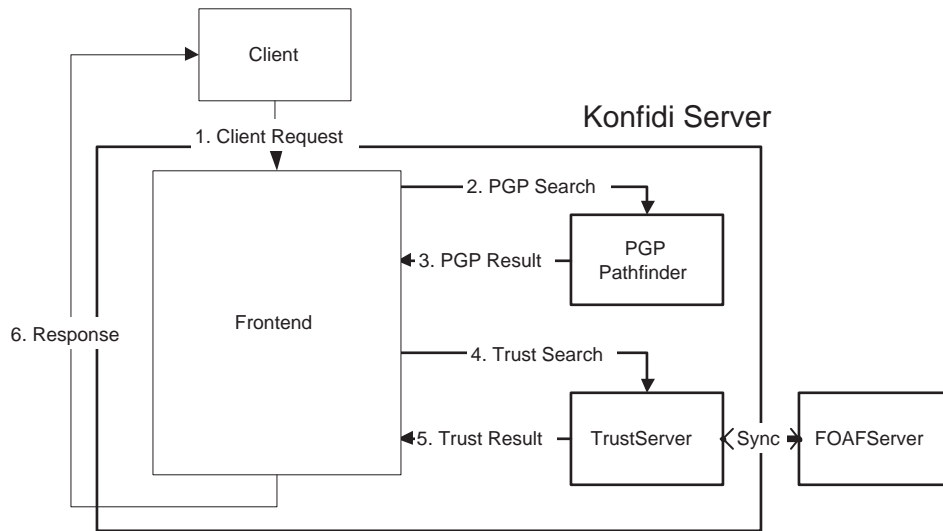 Client
Konfidi Server
1. Client Request
2. PGP Search
PGP
Pathfinder
3. PGP Result
Frontend
6. Response
4. Trust Search
5. Trust Result
TrustServer
Sync
FOAFServer